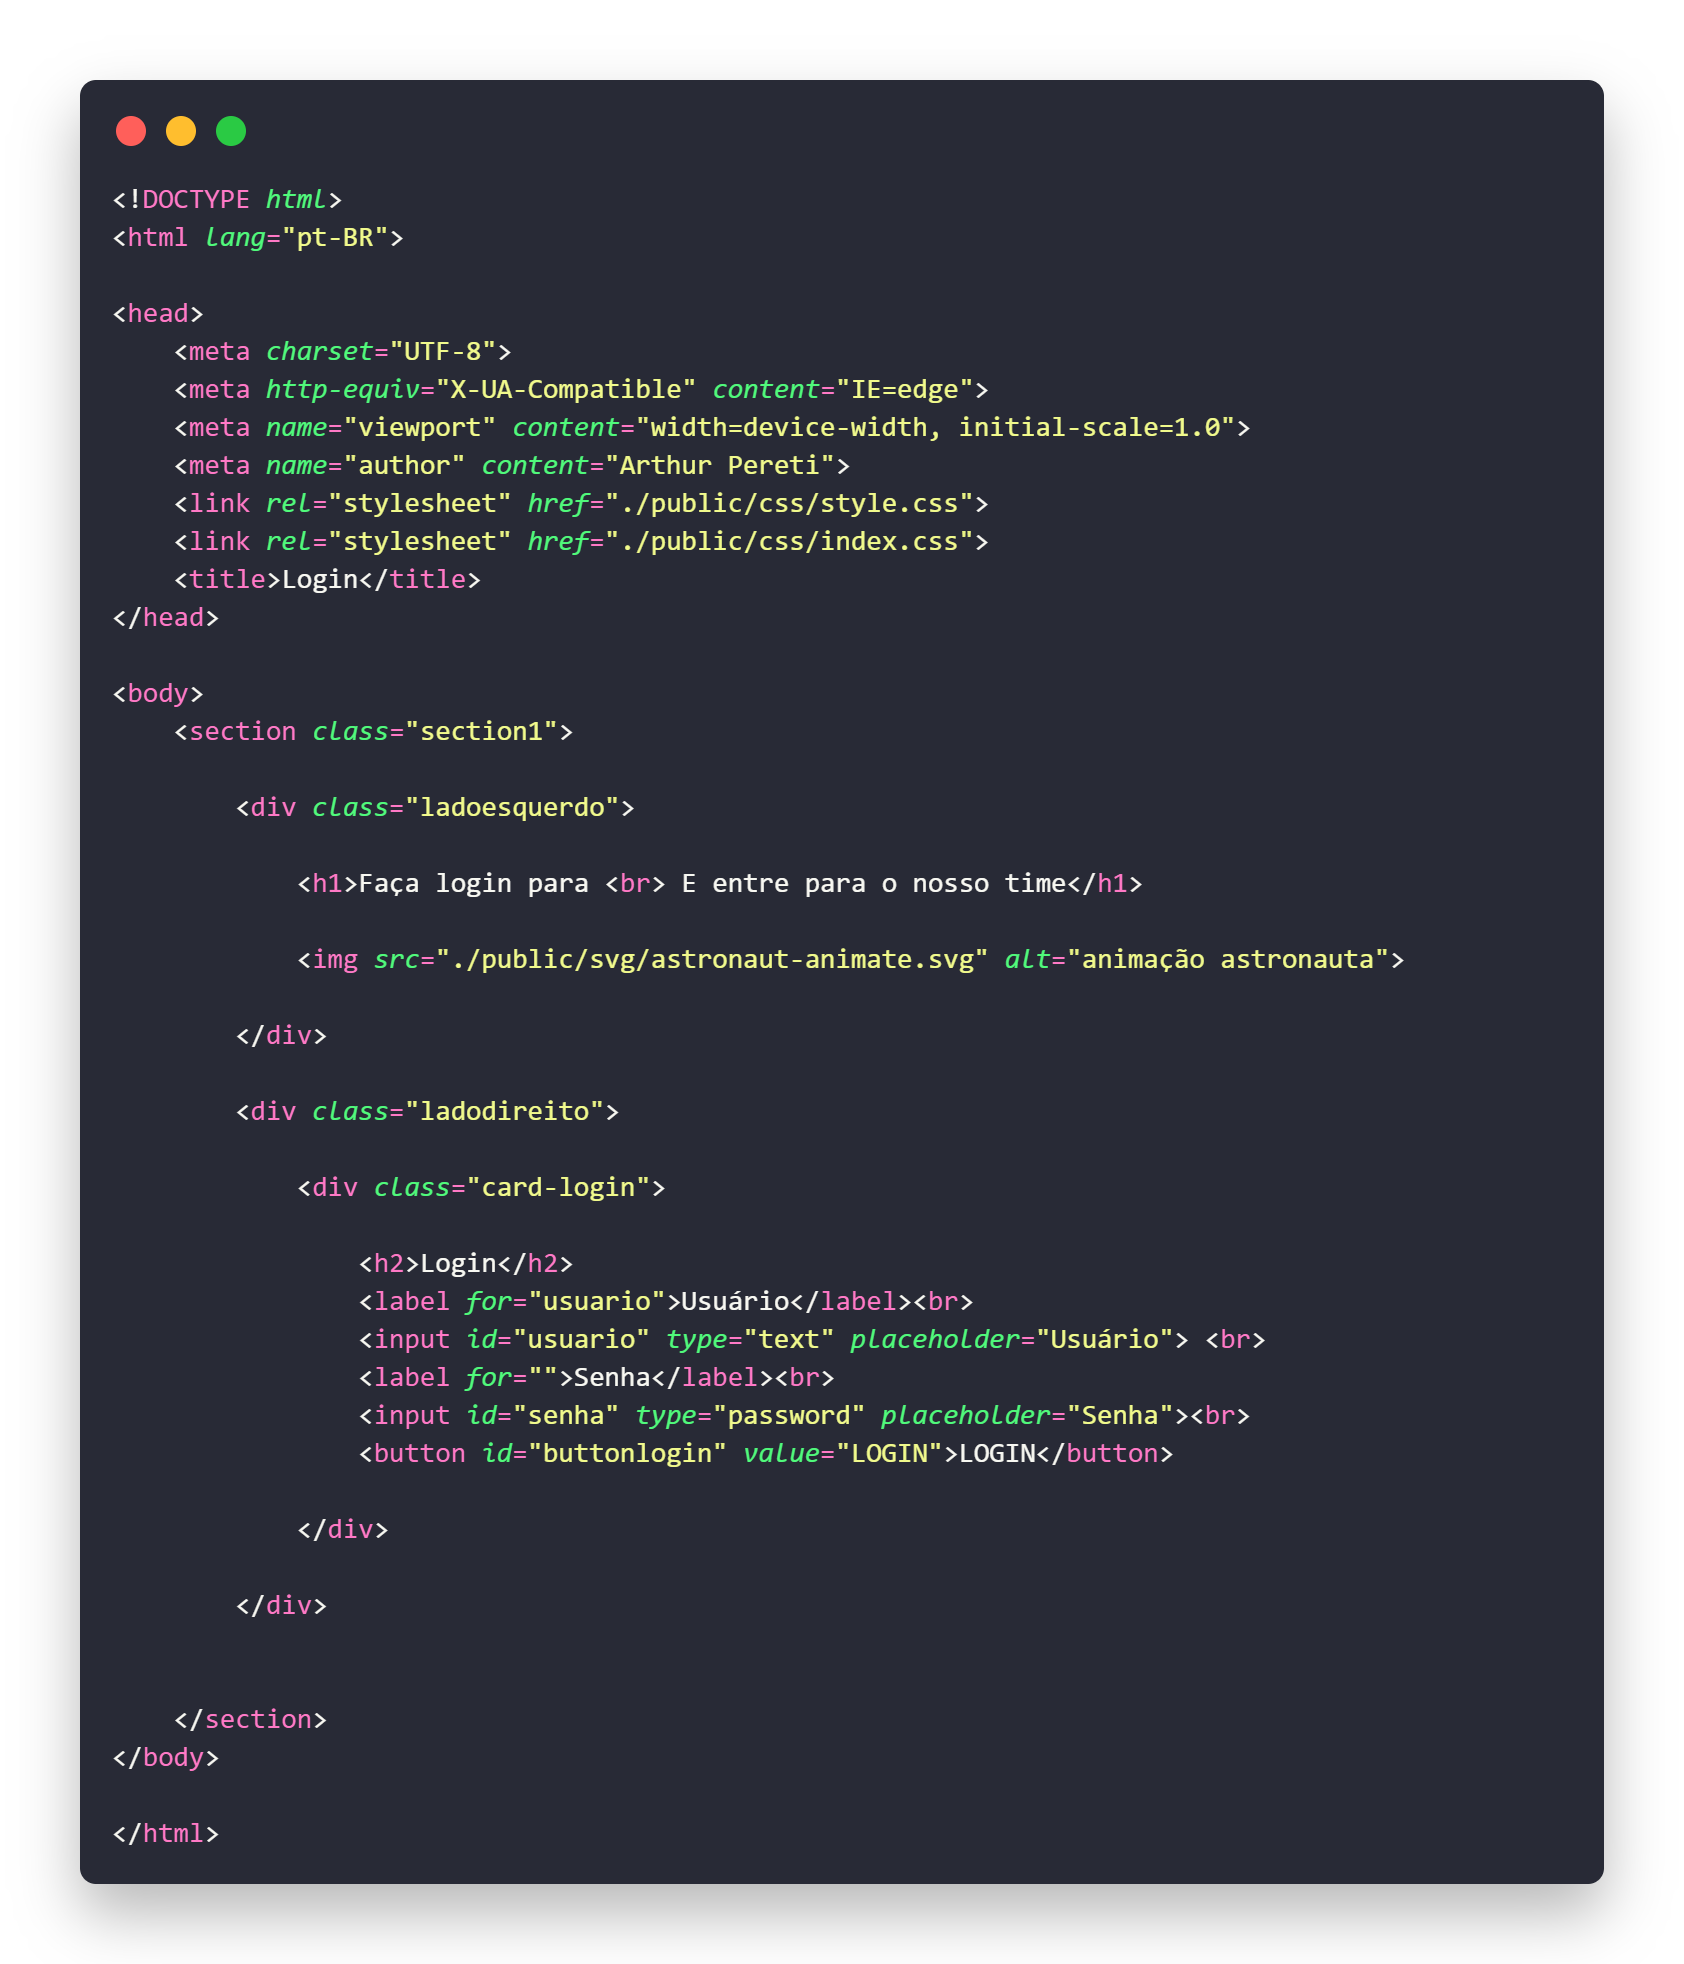 <!DOCTYPE html>
<html lang="pt-BR">

<head>
    <meta charset="UTF-8">
    <meta http-equiv="X-UA-Compatible" content="IE=edge">
    <meta name="viewport" content="width=device-width, initial-scale=1.0">
    <meta name="author" content="Arthur Pereti">
    <link rel="stylesheet" href="./public/css/style.css">
    <link rel="stylesheet" href="./public/css/index.css">
    <title>Login</title>
</head>

<body>
    <section class="section1">

        <div class="ladoesquerdo">

            <h1>Faça login para <br> E entre para o nosso time</h1>

            <img src="./public/svg/astronaut-animate.svg" alt="animação astronauta">

        </div>

        <div class="ladodireito">

            <div class="card-login">

                <h2>Login</h2>
                <label for="usuario">Usuário</label><br>
                <input id="usuario" type="text" placeholder="Usuário"> <br>
                <label for="">Senha</label><br>
                <input id="senha" type="password" placeholder="Senha"><br>
                <button id="buttonlogin" value="LOGIN">LOGIN</button>

            </div>

        </div>


    </section>
</body>

</html>